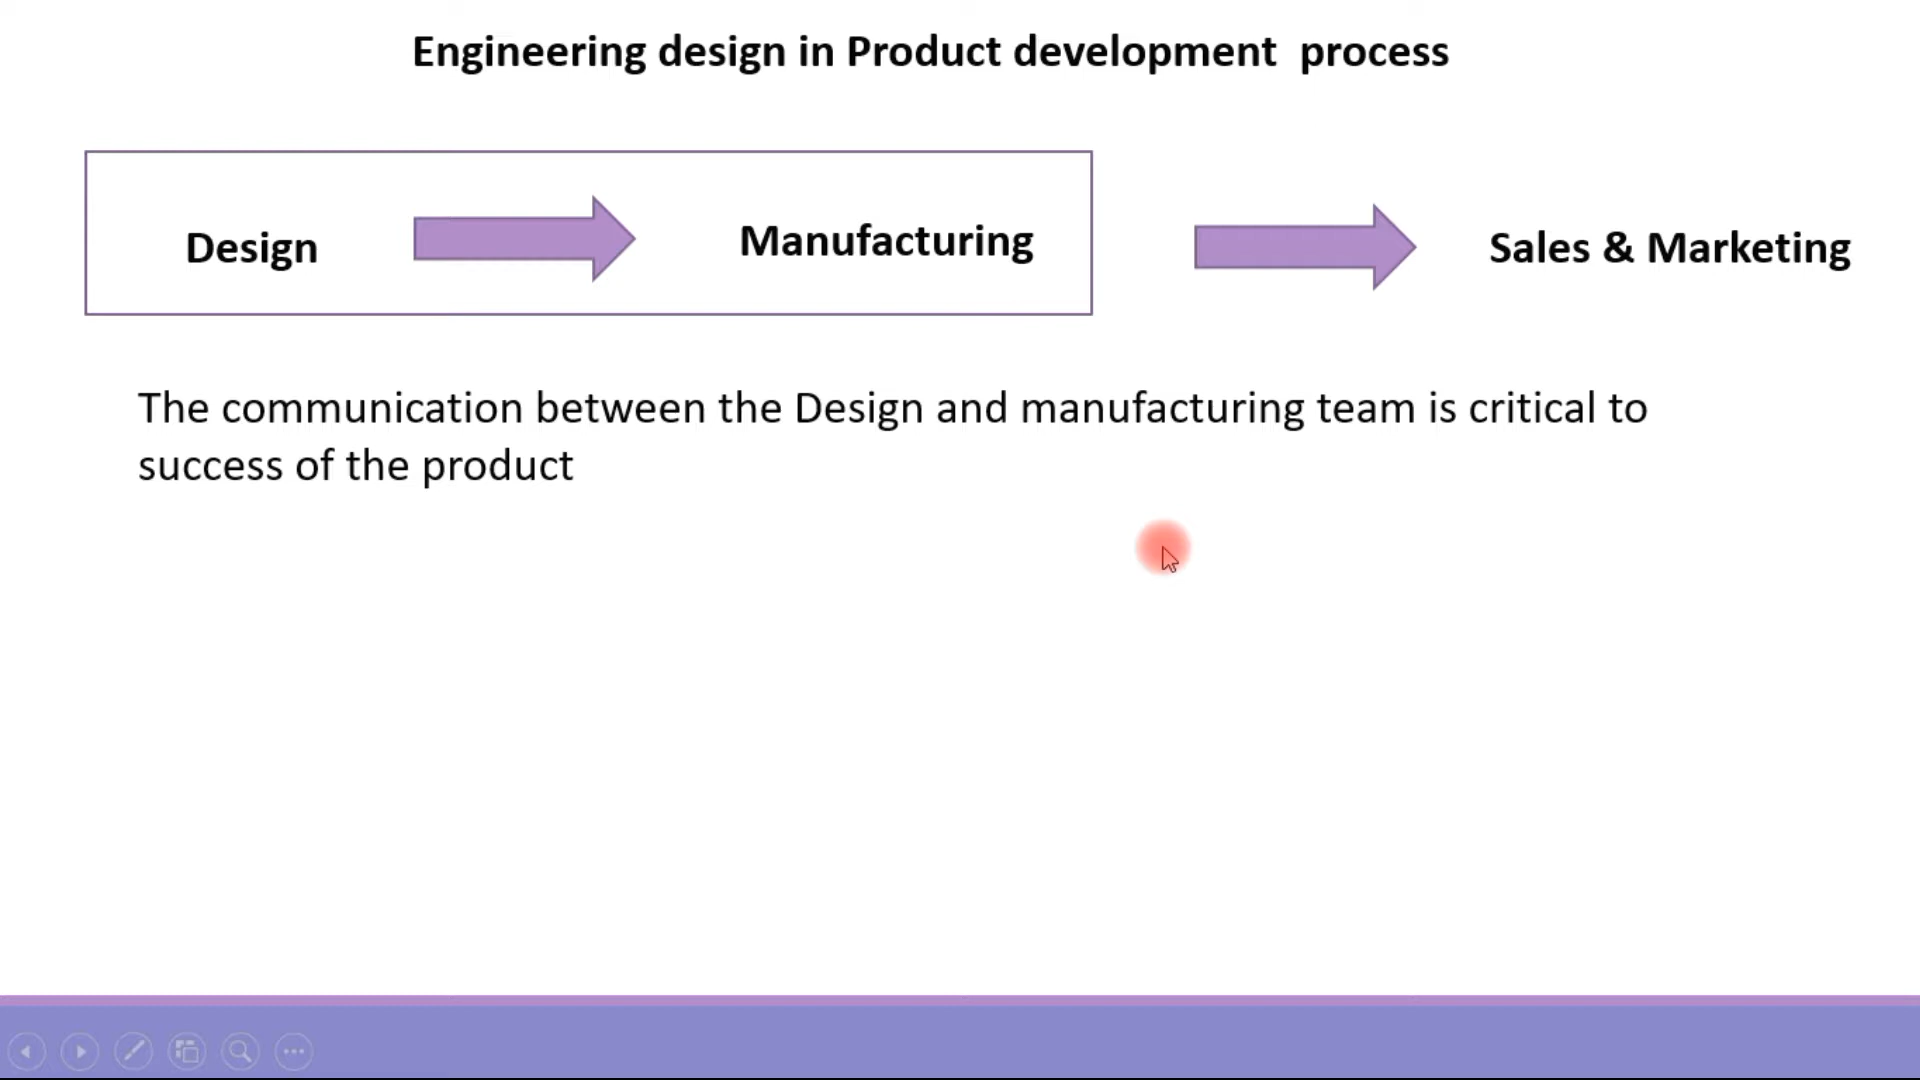 Engineering design in Product development process
Design
Manufacturing
Sales & Marketing
The communication between the Design and manufacturing team is critical to
success of the product